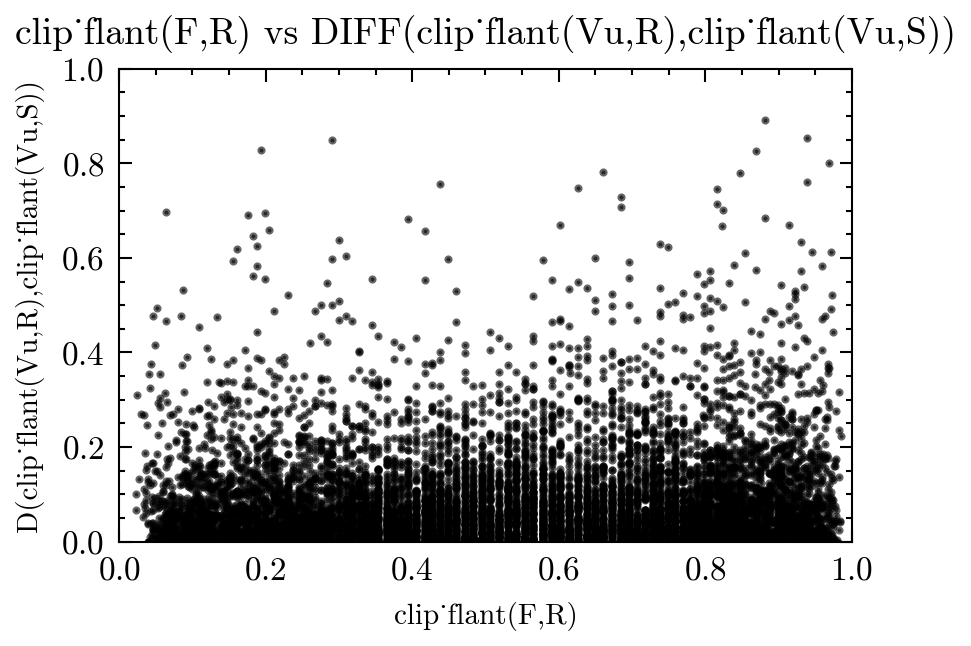 clip˙flant(F,R) vs DIFF(clip˙flant(Vu,R),clip˙flant(Vu,S))
D(clip˙flant(Vu,R),clip˙flant(Vu,S))
1.0
0.8
0.6
0.4
0.2
0.0
0.0 0.2 0.4 0.6 0.8 1.0
clip˙flant(F,R)